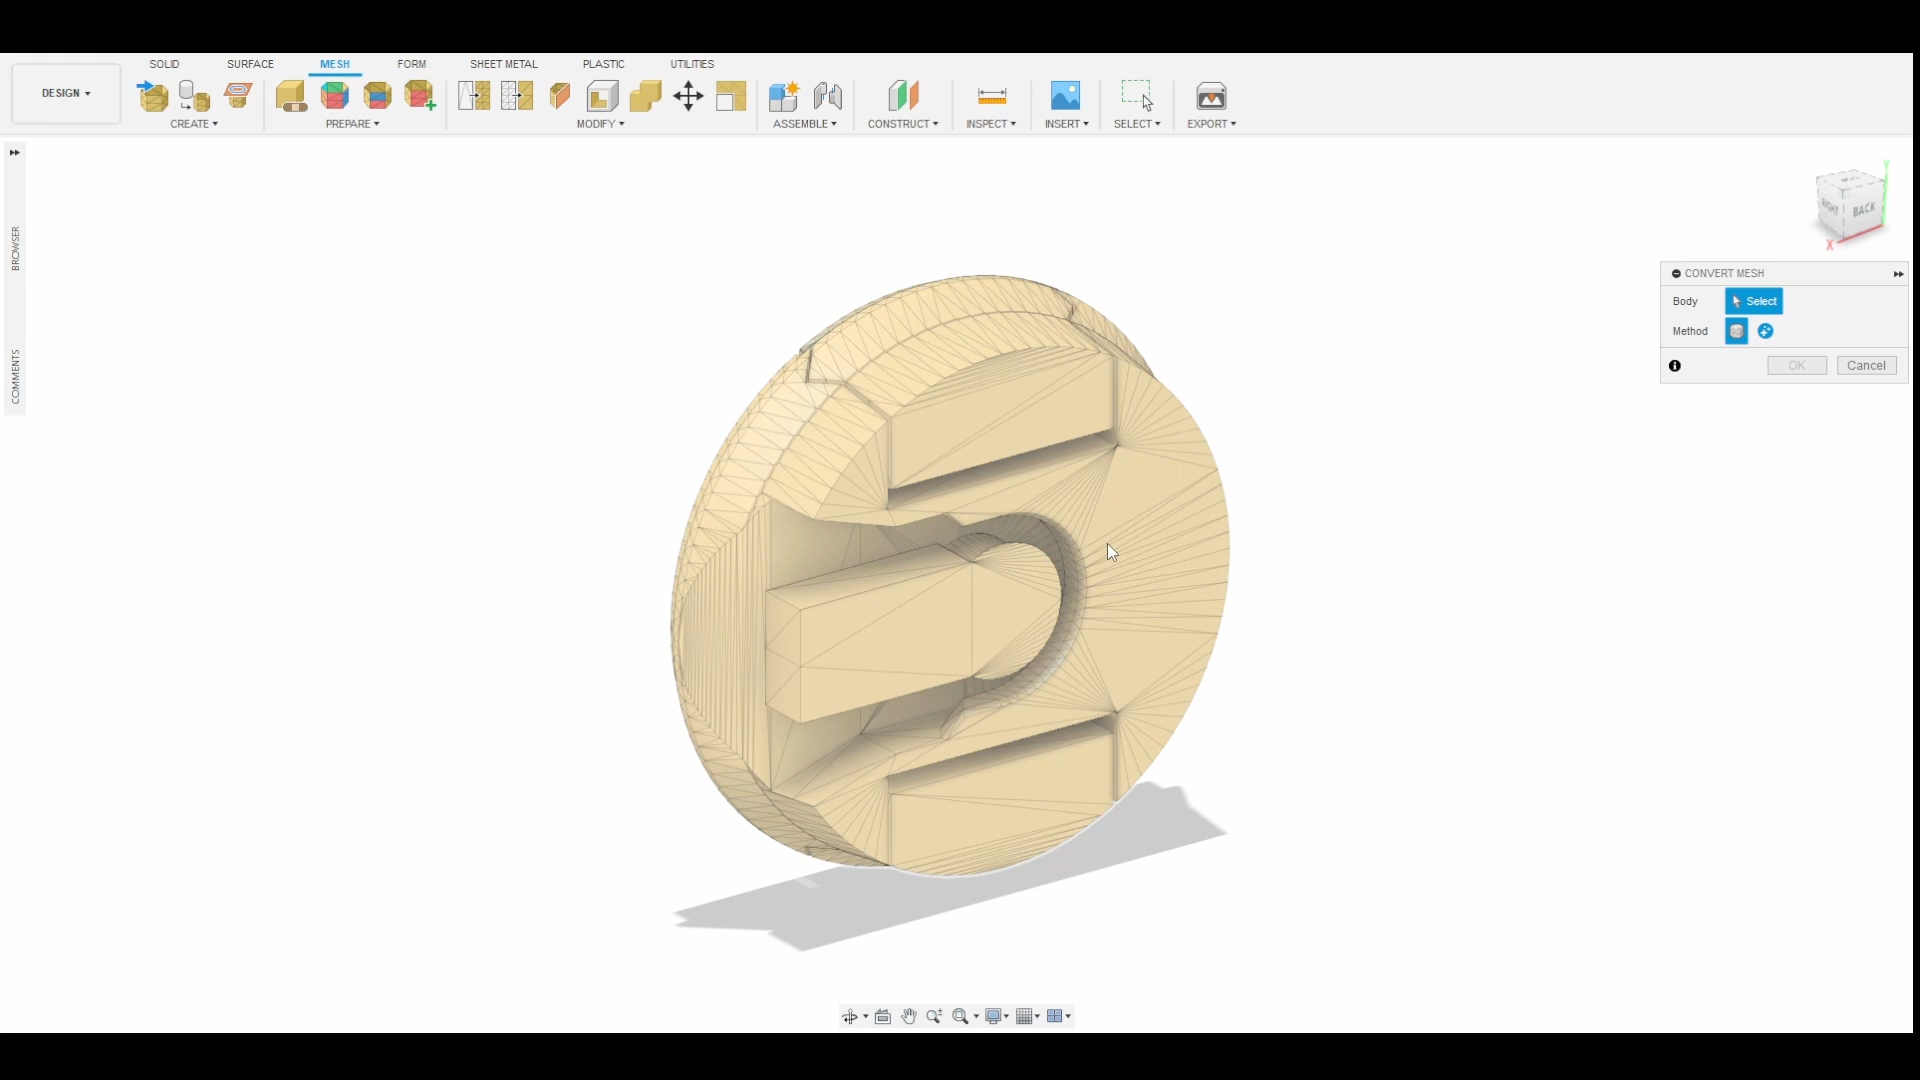 SOLID SURFACE MESH FORM SHEET METAL PLASTIC UTILITIES
DESIGN
CREATE PREPARE MODIFY ASSEMBLE CONSTRUCT INSPECT INSERT SELECT EXPORT
BROWSER
COMMENTS
Y
RIGHT
BACK
X
CONVERT MESH
Body Select
Method
OK Cancel